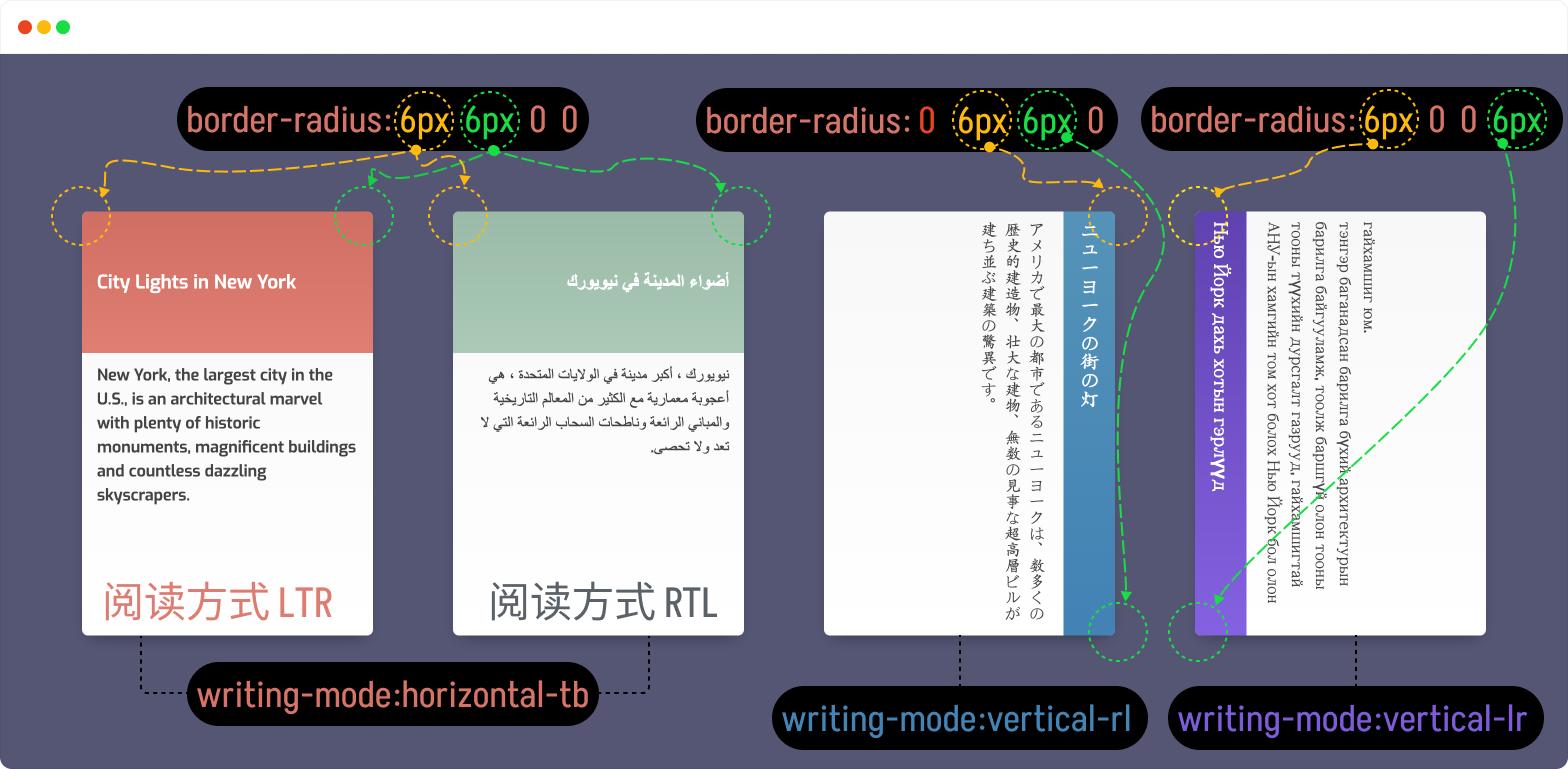 border-radius: 6px 6px 0 0
border-radius: 0 6px 6px 0
border-radius: 6px 0 0 6px
City Lights in New York
New York, the largest city in the
U.S., is an architectural marvel
with plenty of historic
monuments, magnificent buildings
and countless dazzling
skyscrapers.
阅读方式 LTR
أضواء المدينة في نيويورك
نيويورك ، أكبر مدينة في الولايات المتحدة ، هي
أعجوبة معمارية مع الكثير من المعالم التاريخية
والمباني الرائعة وناطحات السحاب الرائعة التي لا
تعد ولا تحصى.
阅读方式 RTL
ニューヨークの街の灯
アメリカで最大の都市であるニューヨークは、数多くの
歴史的建造物、壮大な建物、無数の見事な超高層ビルが
建ち並ぶ建築の驚異です。
Нью Йорк дахь хотын гэрлүүд
АНУ-ын хамгийн том хот болох Нью Йорк бол олон
тооны түүхийн дурсгалт газрууд, гайхамшигтай
барилга байгууламж, тоолж баршгүй олон тооны
тэнгэр баганадсан барилга бүхий архитектурын
гайхамшиг юм.
writing-mode:horizontal-tb
writing-mode:vertical-rl
writing-mode:vertical-lr